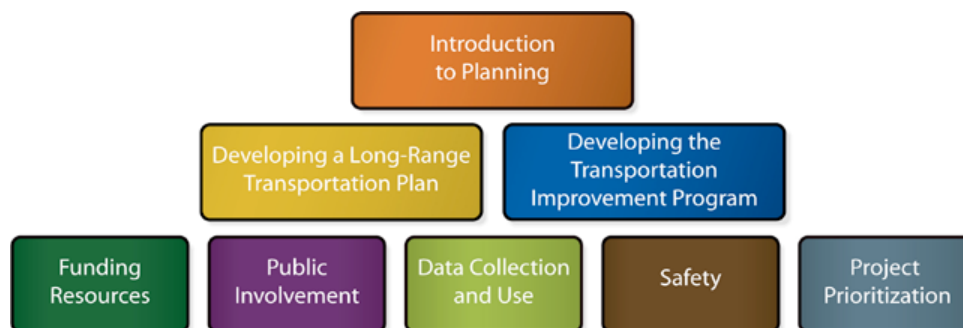 Introduction
to Planning
Developing a Long-Range
Transportation Plan
Developing the
Transportation
Improvement Program
Funding
Resources
Public
Involvement
Data Collection
and Use
Safety
Project
Prioritization